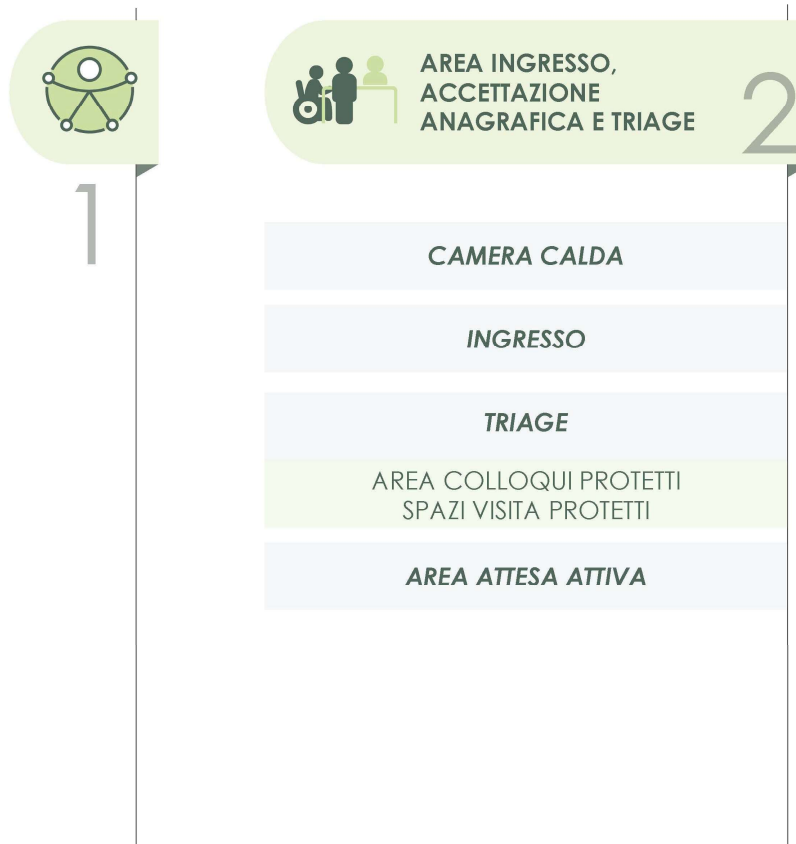 1
AREA INGRESSO,
ACCETTAZIONE
ANAGRAFICA E TRIAGE
2
CAMERA CALDA
INGRESSO
TRIAGE
AREA COLLOQUI PROTETTI
SPAZI VISITA PROTETTI
AREA ATTESA ATTIVA